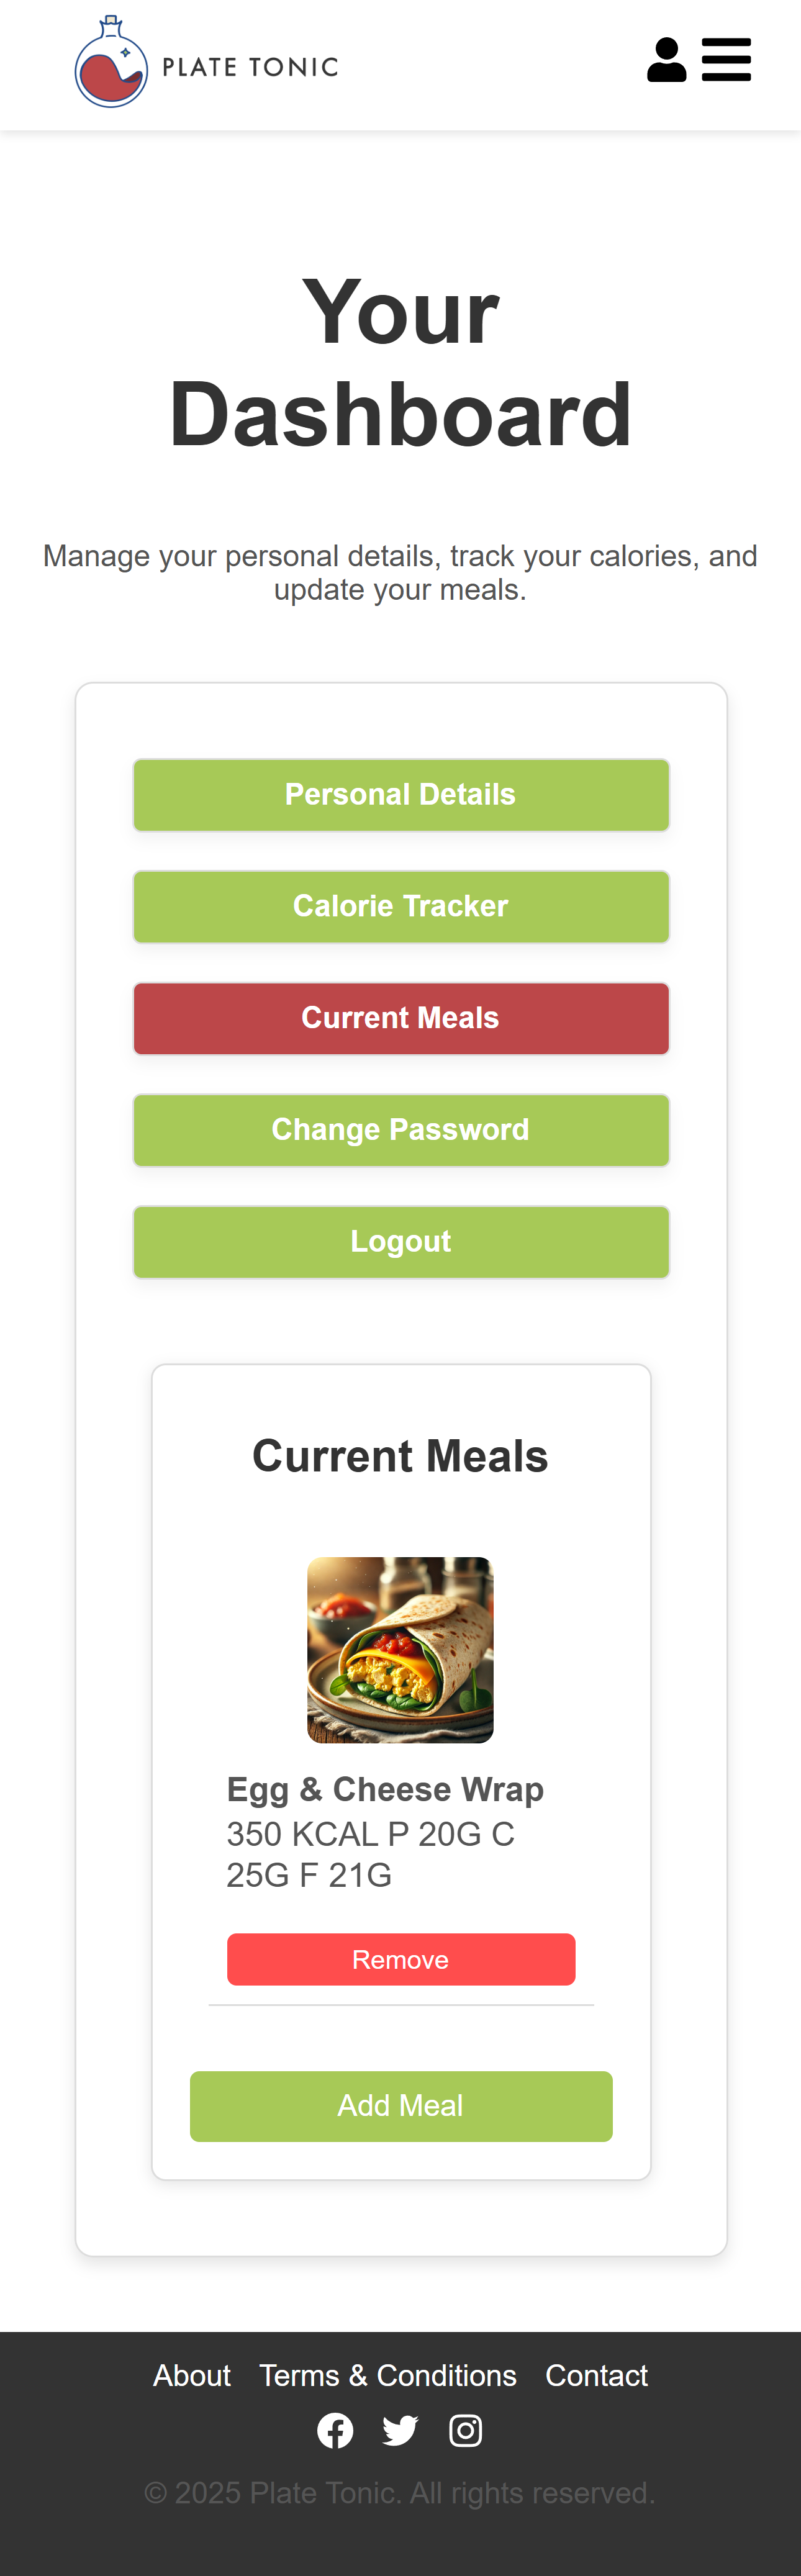 PLATE TONIC
Your
Dashboard
Manage your personal details, track your calories, and
update your meals.
Personal Details
Calorie Tracker
Current Meals
Change Password
Logout
Current Meals
Egg & Cheese Wrap
350 KCAL P 20G C
25G F 21G
Remove
Add Meal
About Terms & Conditions Contact
© 2025 Plate Tonic. All rights reserved.